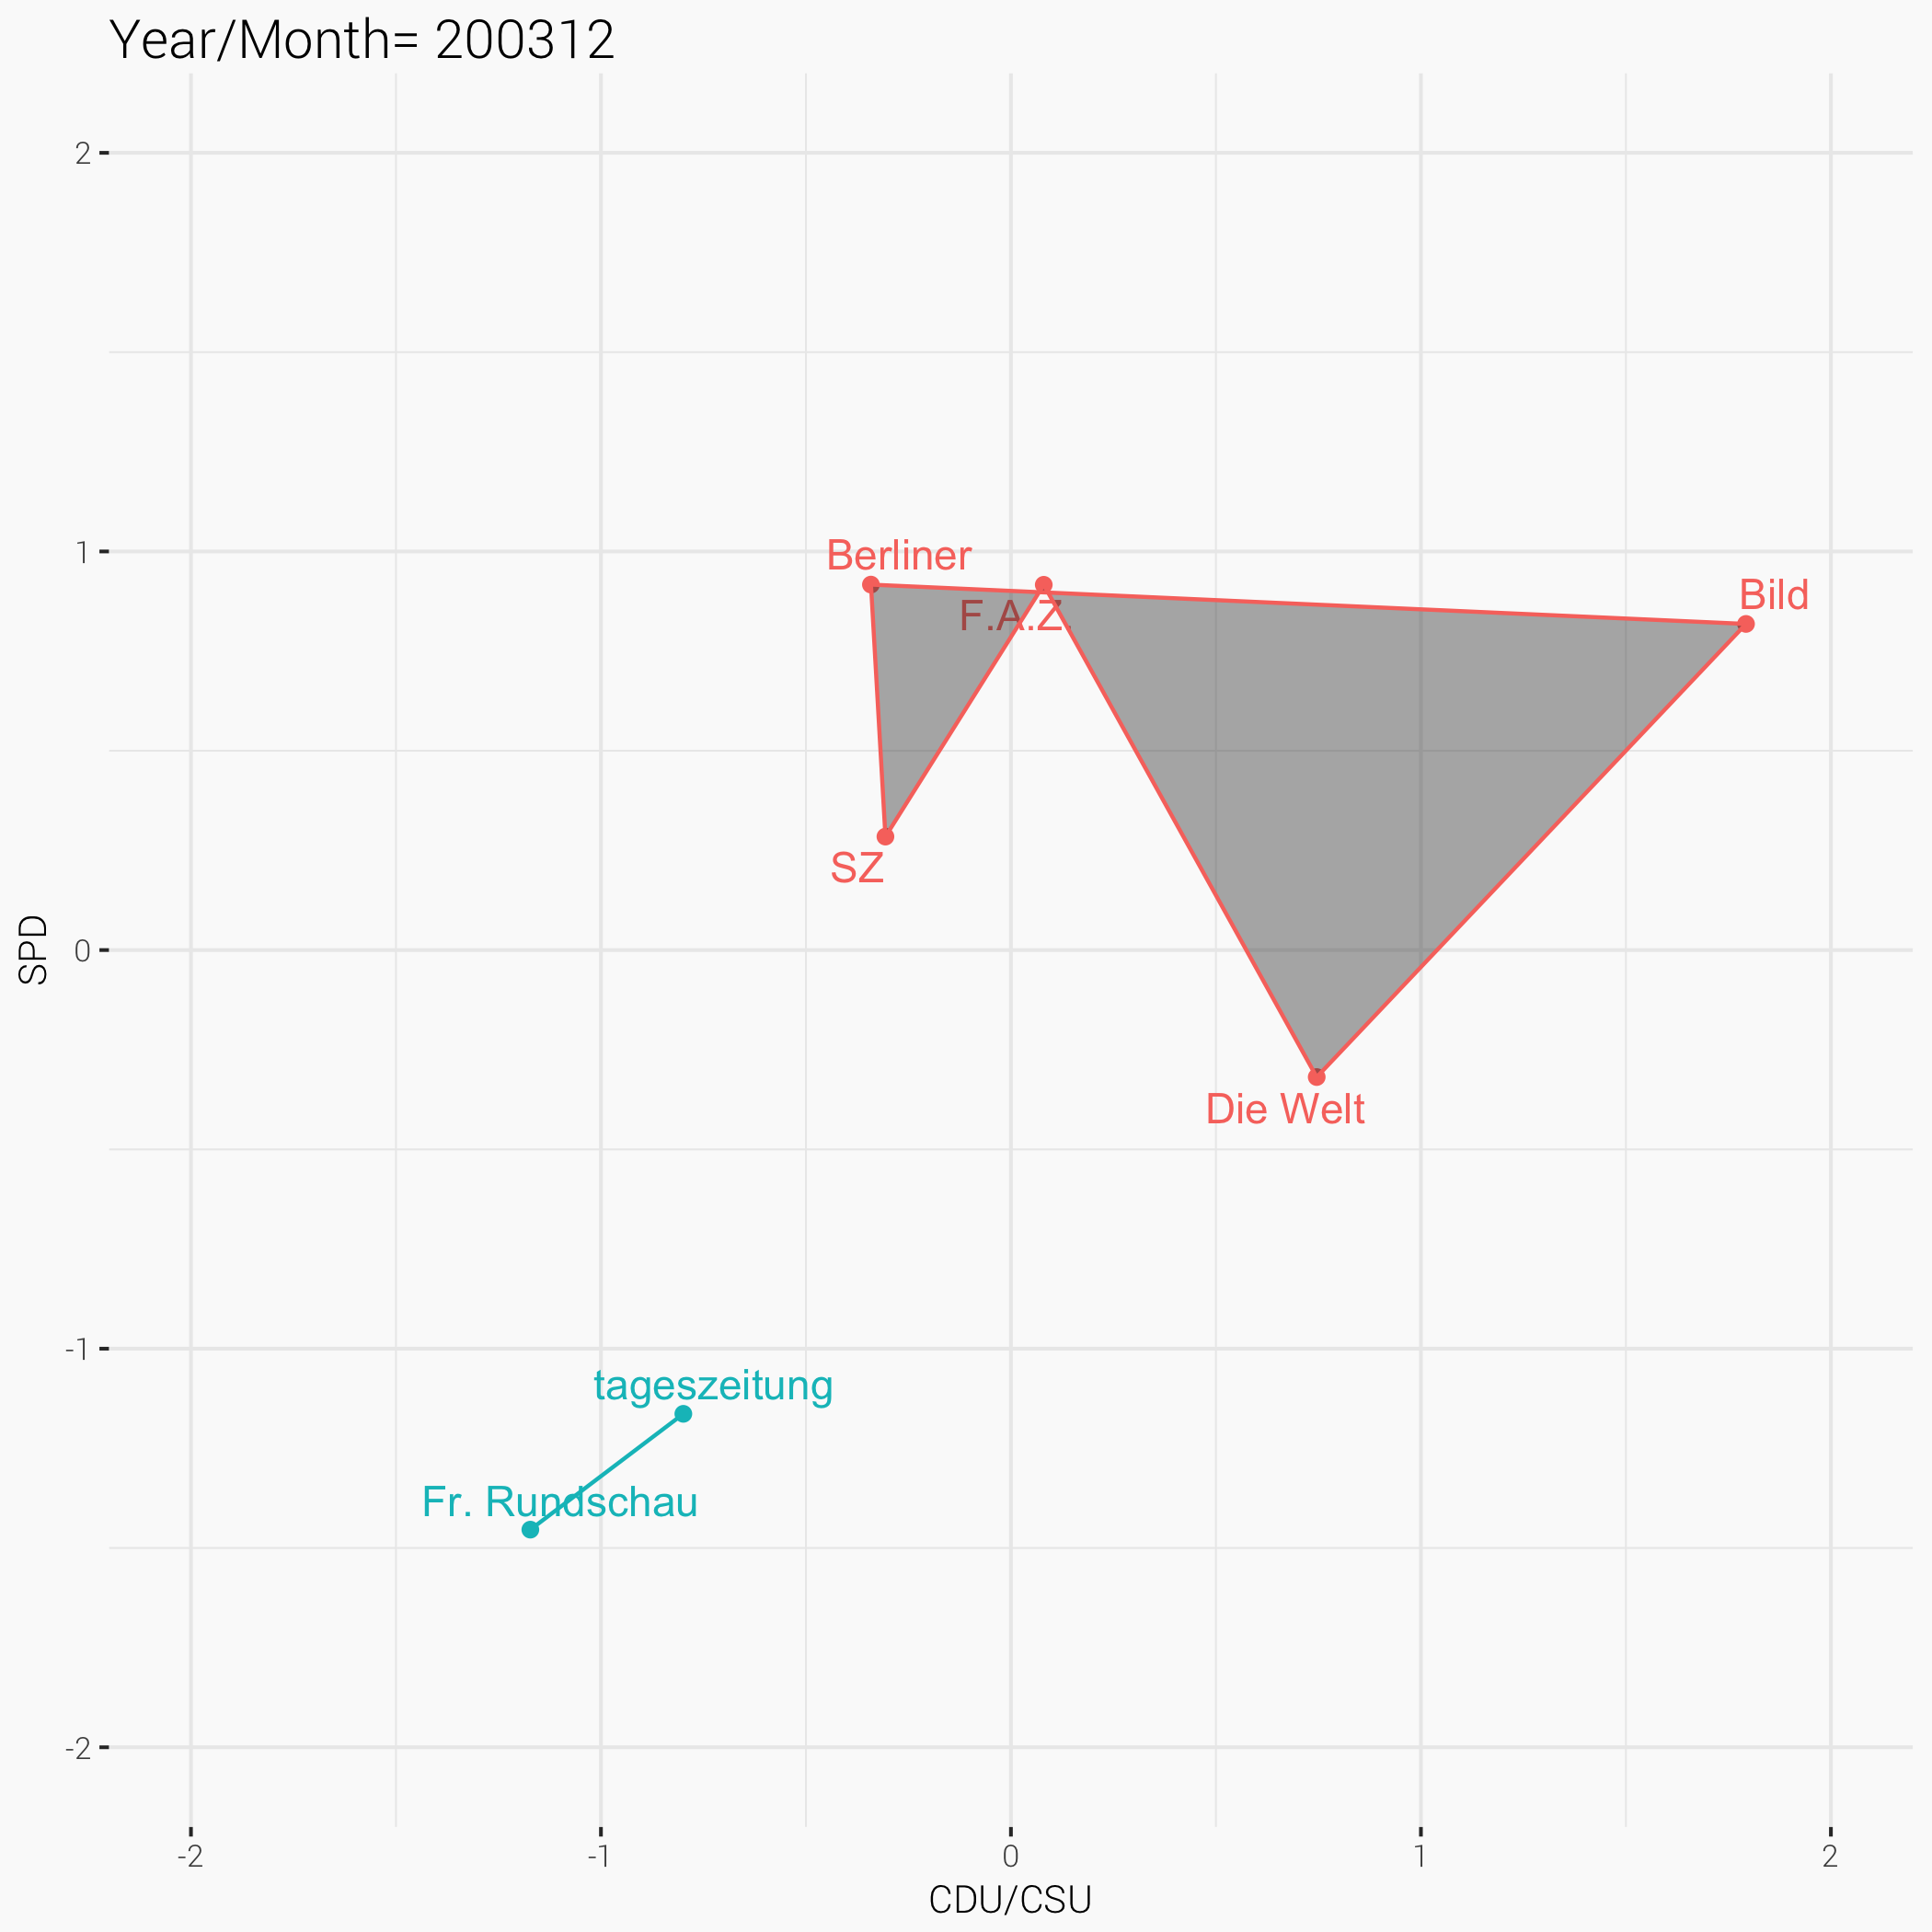 Year/Month= 200312
2
1
0
-1
-2
SPD
Berliner
F.A.Z.
Bild
SZ
Die Welt
tageszeitung
Fr. Rundschau
-2
-1
0
1
2
CDU/CSU